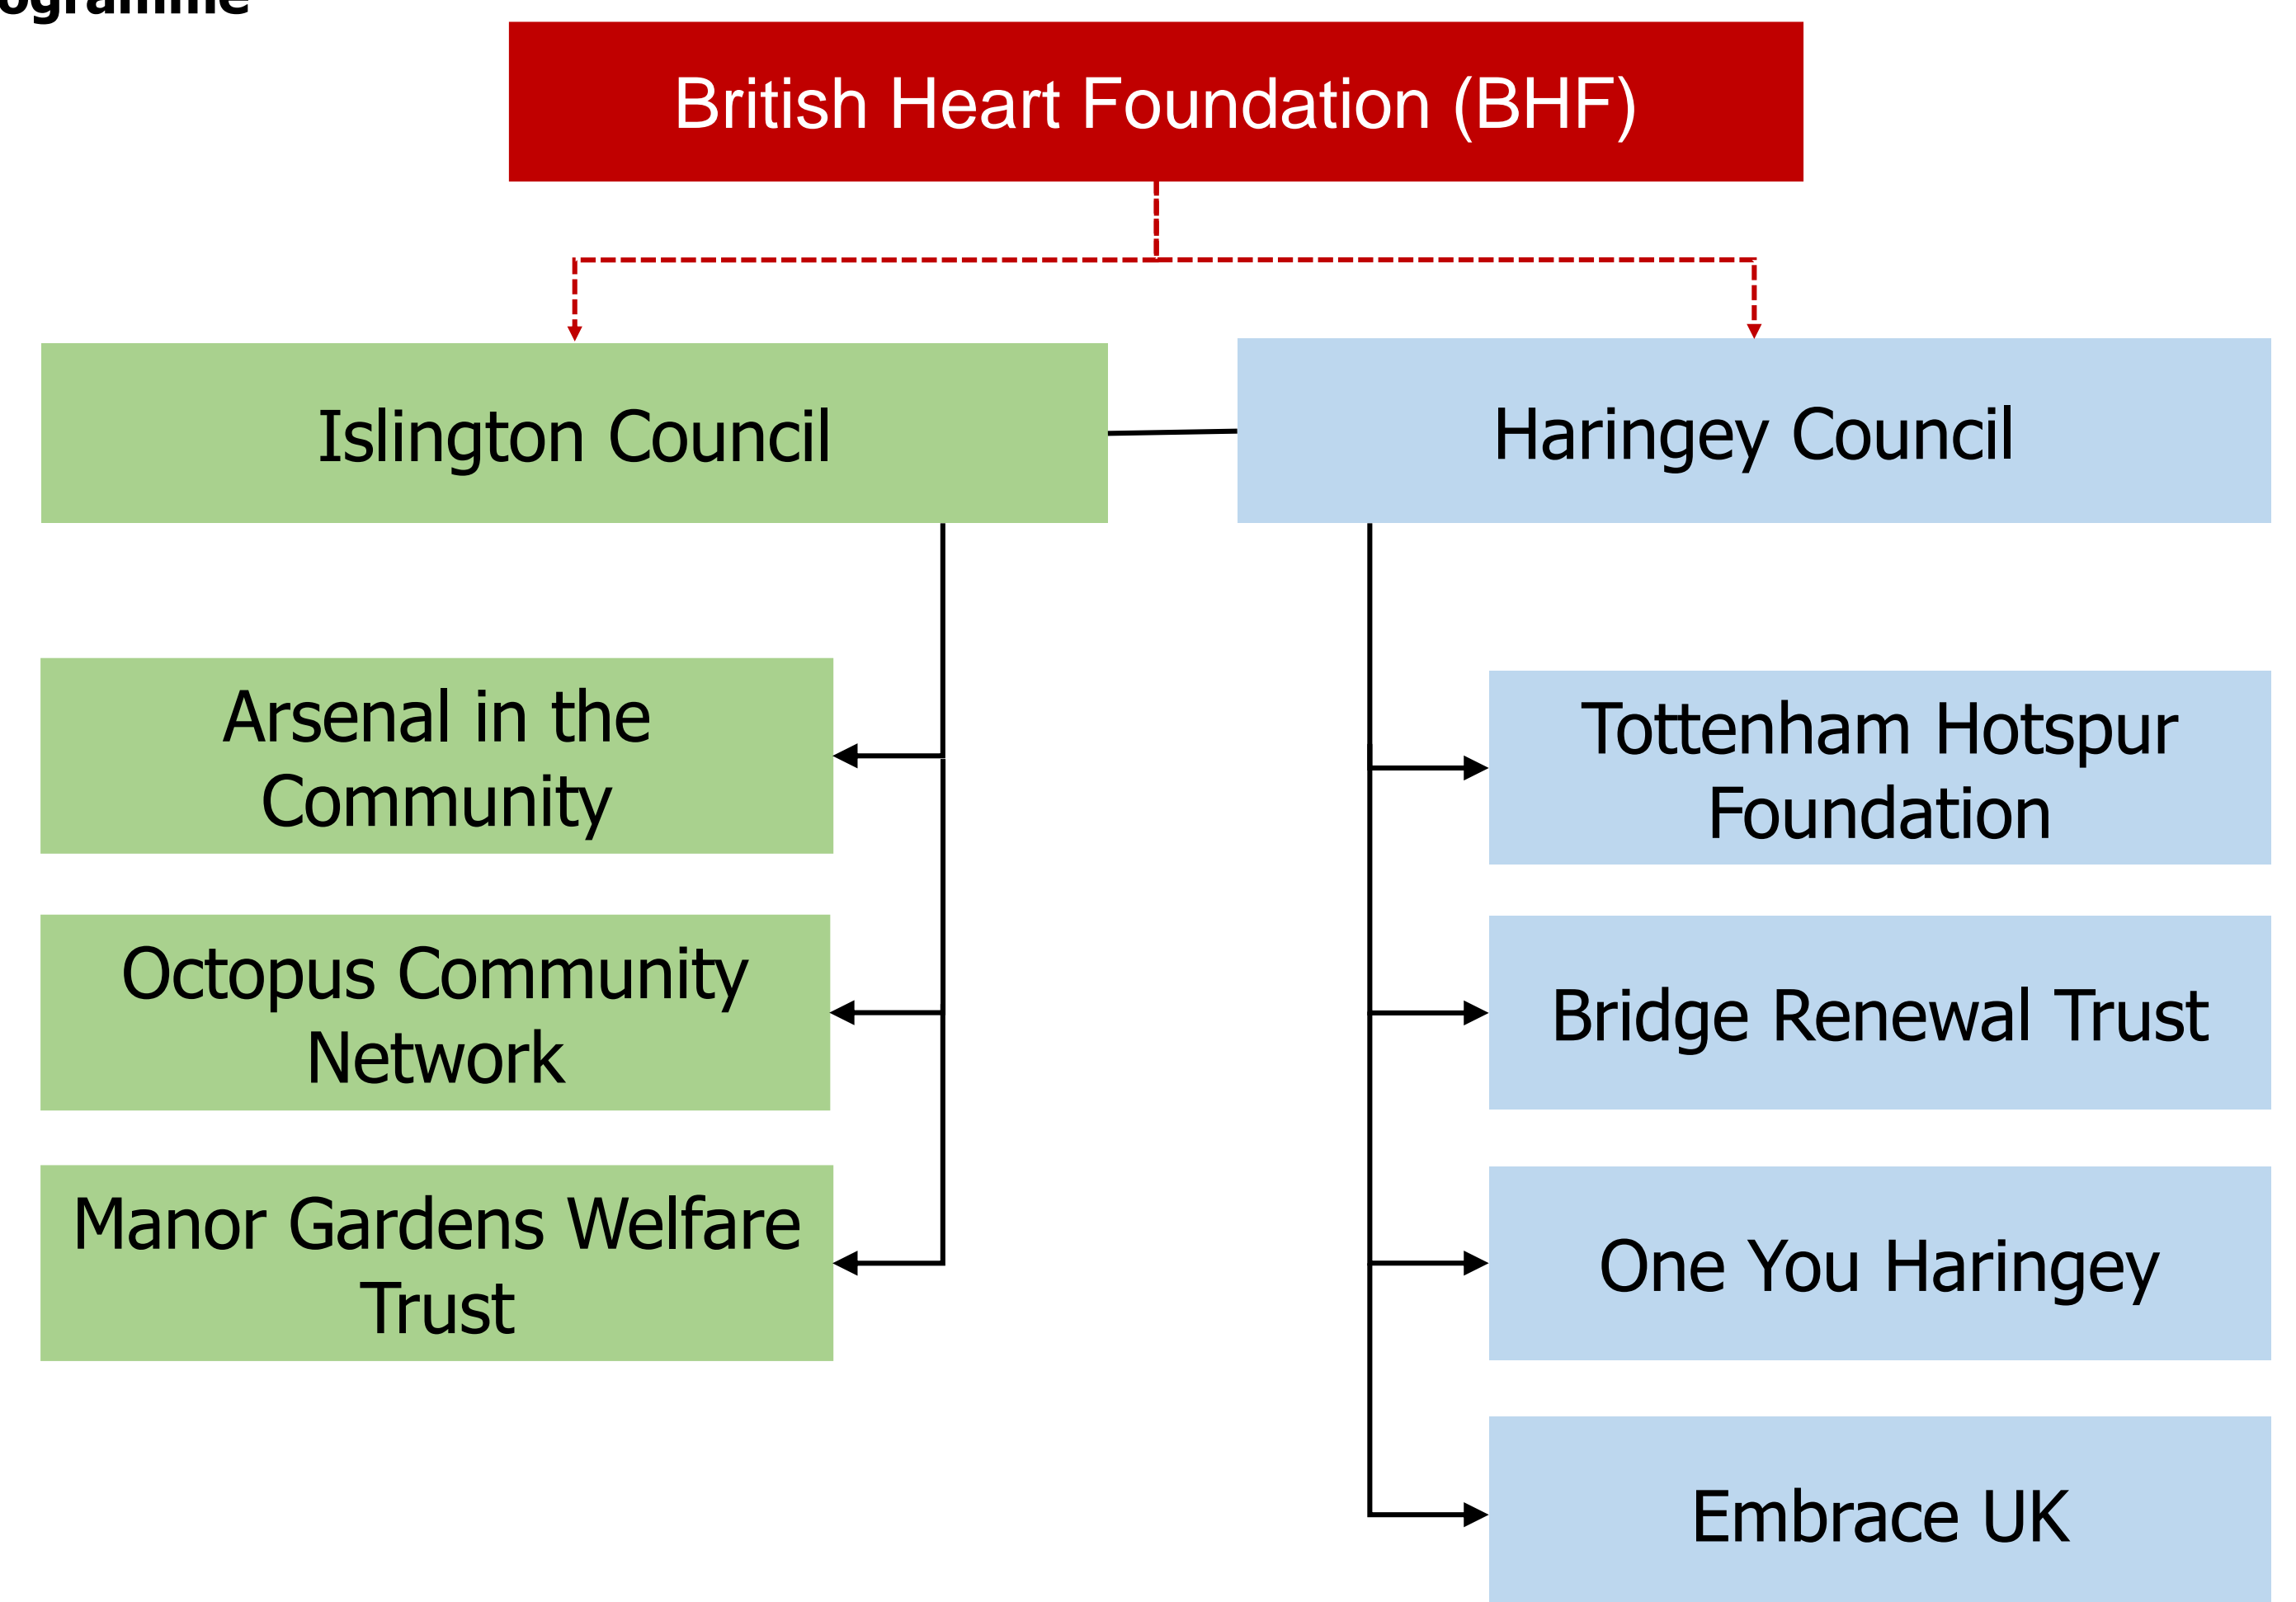 British Heart Foundation (BHF)
Islington Council
Haringey Council
Arsenal in the
Community
Tottenham Hotspur
Foundation
Octopus Community
Network
Bridge Renewal Trust
Manor Gardens Welfare
Trust
One You Haringey
Embrace UK